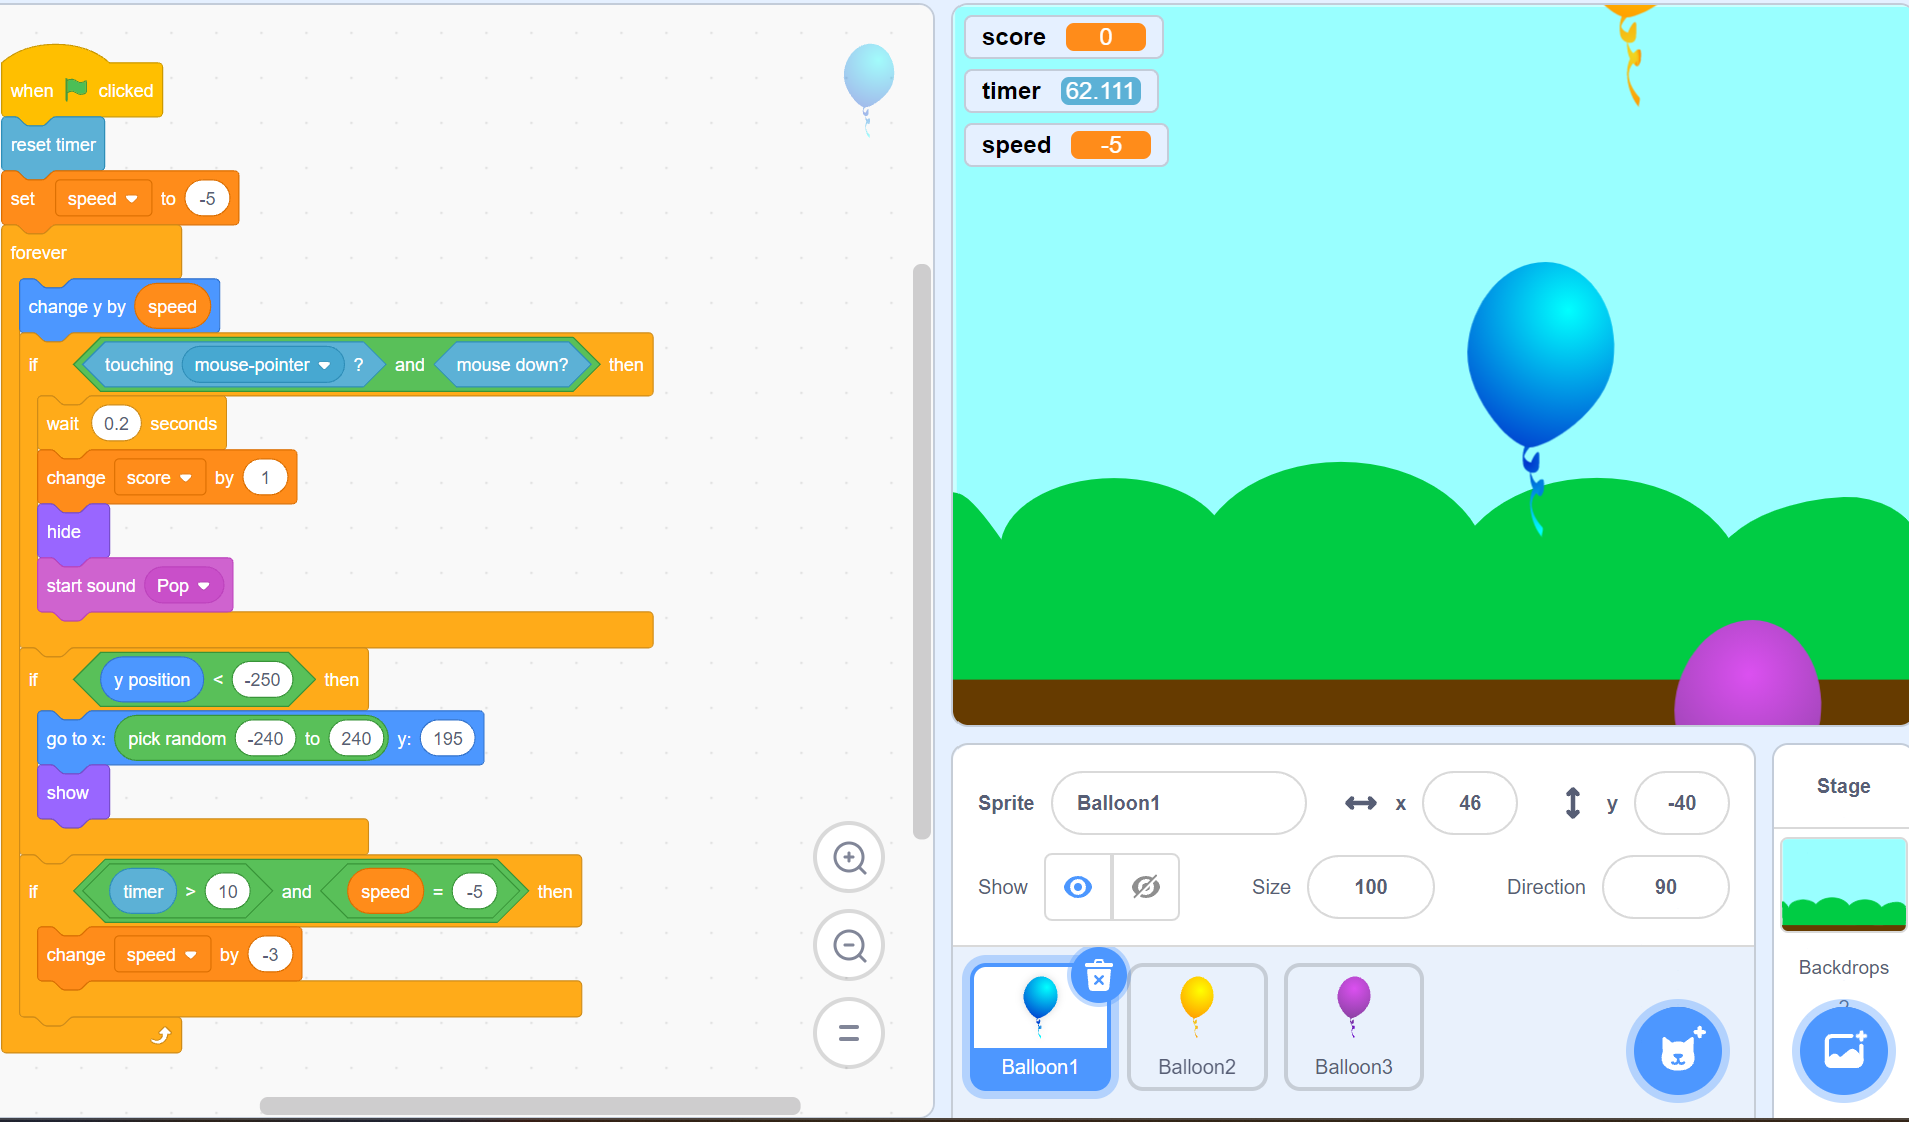 when clicked
reset timer
set speed to -5
forever
change y by speed
if touching mouse-pointer ? and mouse down? then
wait 0.2 seconds
change score by 1
hide
start sound Pop
if y position < -250 then
go to x: pick random -240 to 240 y: 195
show
if timer > 10 and speed = -5 then
change speed by -3
score 0
timer 62.111
speed -5
Sprite Balloon1 x 46 y -40
Show Size 100 Direction 90
Balloon1 Balloon2 Balloon3
Stage
Backdrops